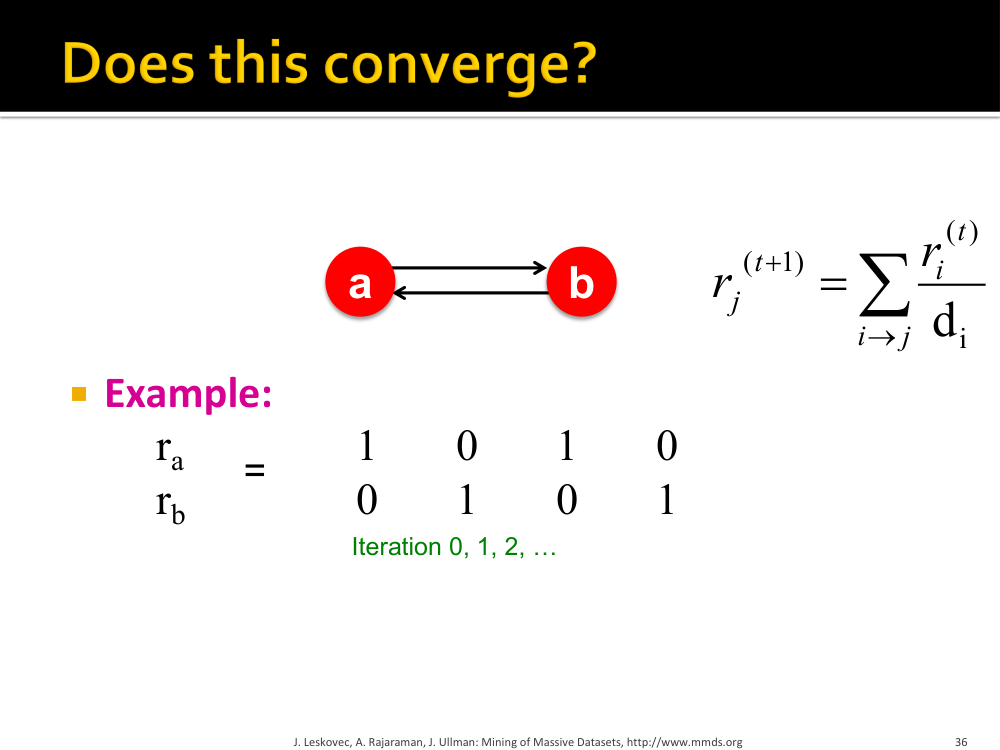 Does this converge?
a b
r_j^{(t+1)} = \sum_{i→j} \frac{r_i^{(t)}}{d_i}
■ Example:
r_a = 1 0 1 0
r_b 0 1 0 1
Iteration 0, 1, 2, …
J. Leskovec, A. Rajaraman, J. Ullman: Mining of Massive Datasets, http://www.mmds.org 36